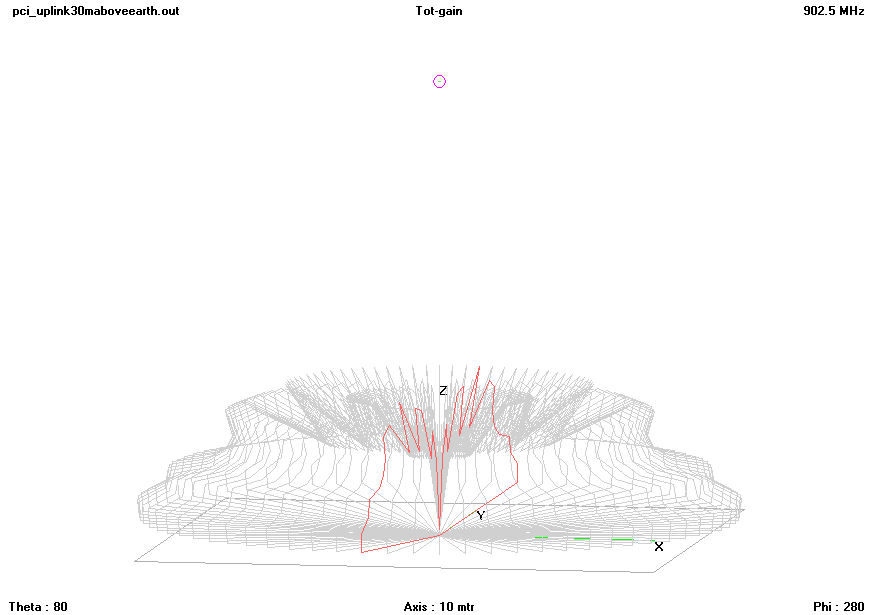 pci_uplink30maboveearth.out Tot-gain 902.5 MHz
Z
Y
X
Theta : 80 Axis : 10 mtr Phi : 280